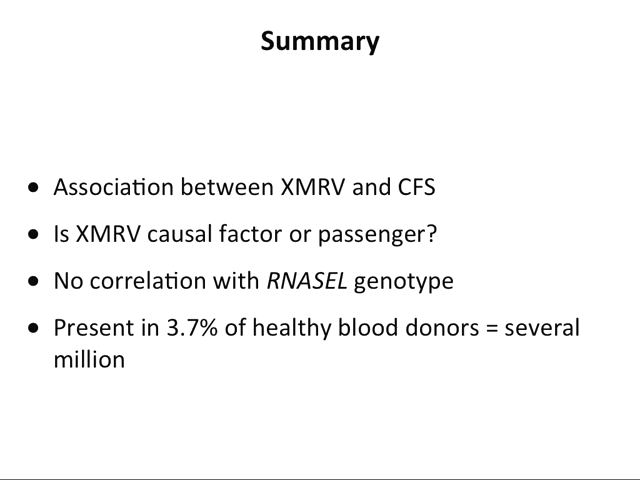 Summary
● Association between XMRV and CFS
● Is XMRV causal factor or passenger?
● No correlation with RNASEL genotype
● Present in 3.7% of healthy blood donors = several
million